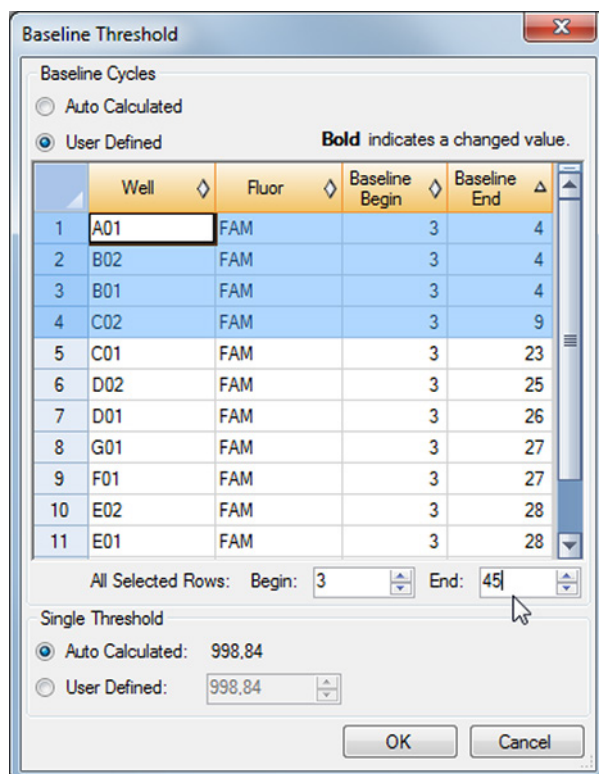 Baseline Threshold
Baseline Cycles
Auto Calculated
User Defined Bold indicates a changed value.
Well Fluor Baseline Begin Baseline End
1 A01 FAM 3 4
2 B02 FAM 3 4
3 B01 FAM 3 4
4 C02 FAM 3 9
5 C01 FAM 3 23
6 D02 FAM 3 25
7 D01 FAM 3 26
8 G01 FAM 3 27
9 F01 FAM 3 27
10 E02 FAM 3 28
11 E01 FAM 3 28
All Selected Rows: Begin: 3 End: 45
Single Threshold
Auto Calculated: 998,84
User Defined: 998,84
OK Cancel